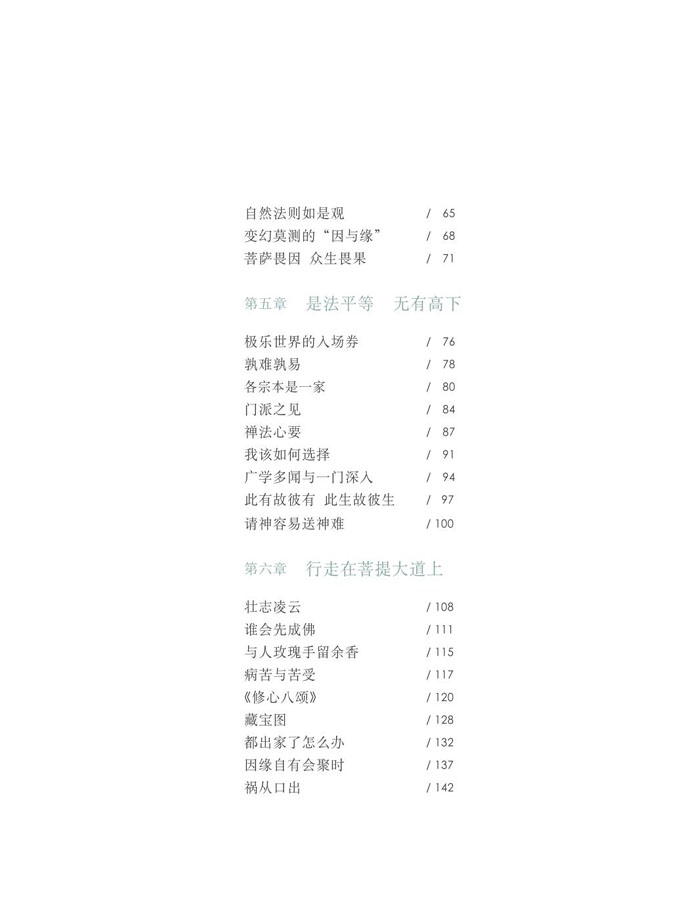 自然法则如是观 / 65
变幻莫测的“因与缘” / 68
菩萨畏因 众生畏果 / 71
第五章 是法平等 无有高下
极乐世界的入场券 / 76
孰难孰易 / 78
各宗本是一家 / 80
门派之见 / 84
禅法心要 / 87
我该如何选择 / 91
广学多闻与一门深入 / 94
此有故彼有 此生故彼生 / 97
请神容易送神难 / 100
第六章 行走在菩提大道上
壮志凌云 / 108
谁会先成佛 / 111
与人玫瑰手留余香 / 115
病苦与苦受 / 117
《修心八颂》 / 120
藏宝图 / 128
都出家了怎么办 / 132
因缘自有会聚时 / 137
祸从口出 / 142